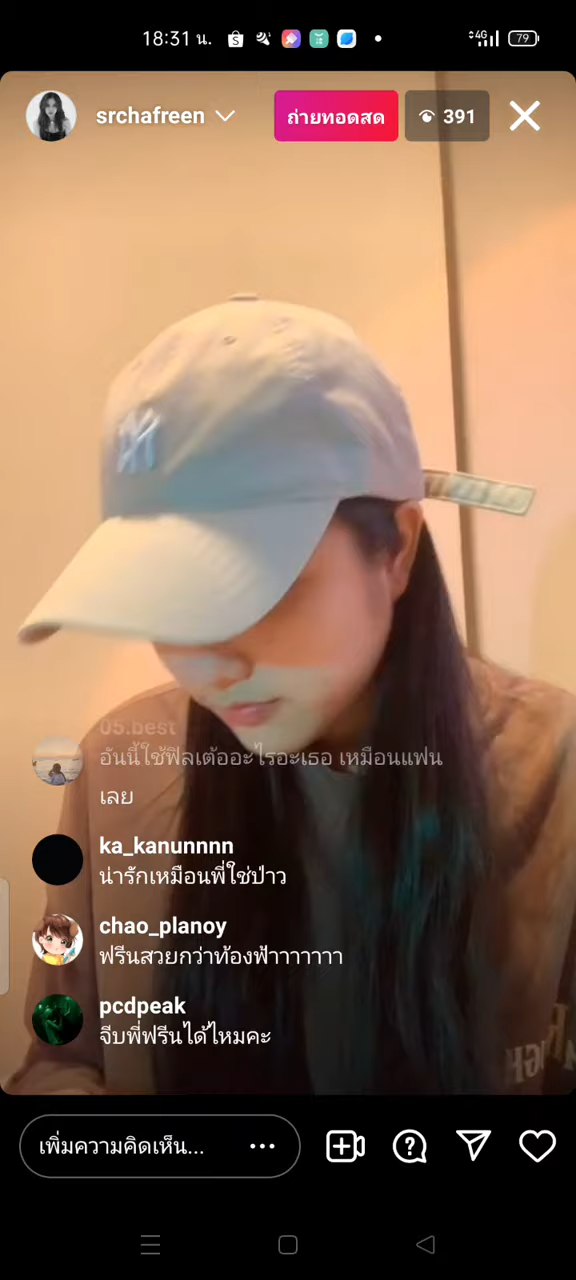 18:31 น.
4G
79
srchafreen
ถ่ายทอดสด
391
NY
05.best
อันนี้ใช้ฟิลเต้ออะไรอะเธอ เหมือนแฟน
เลย
ka_kanunnnn
น่ารักเหมือนพี่ใช่ป่าว
chao_planoy
ฟรีนสวยกว่าท้องฟ้าาาาาาา
pcdpeak
จีบพี่ฟรีนได้ไหมคะ
เพิ่มความคิดเห็น...